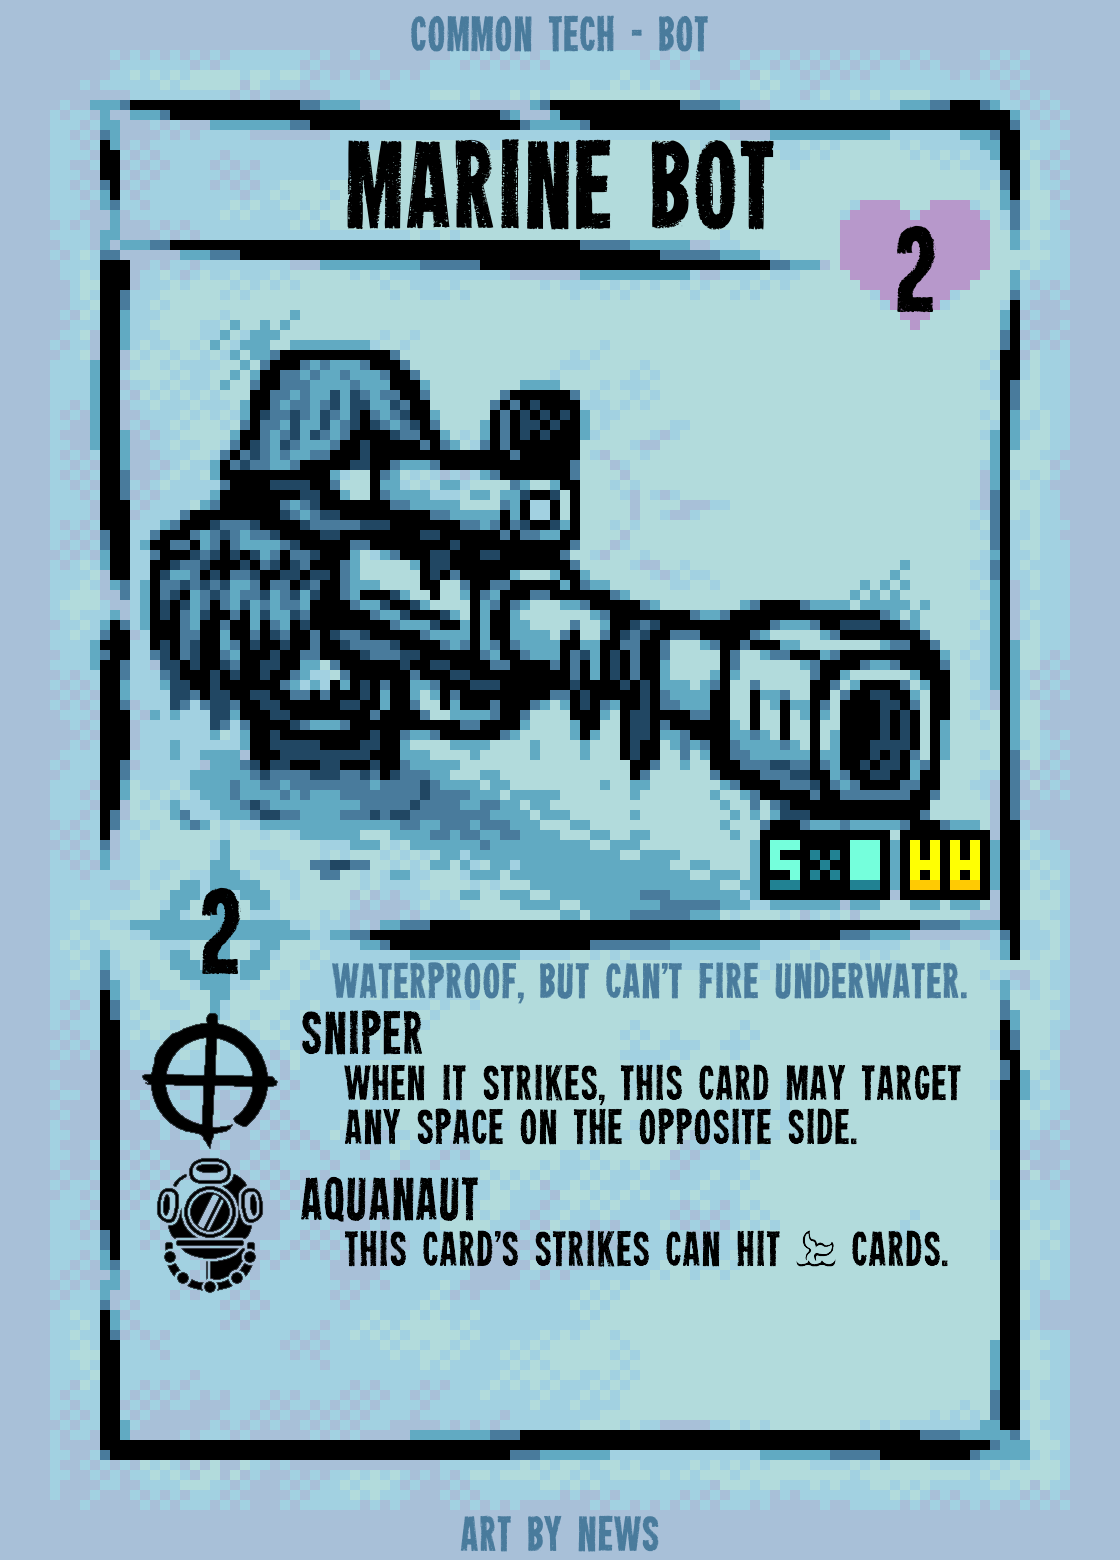 COMMON TECH - BOT
MARINE BOT
2
5x
2
WATERPROOF, BUT CAN'T FIRE UNDERWATER.
SNIPER
WHEN IT STRIKES, THIS CARD MAY TARGET
ANY SPACE ON THE OPPOSITE SIDE.
AQUANAUT
THIS CARD'S STRIKES CAN HIT CARDS.
ART BY NEWS